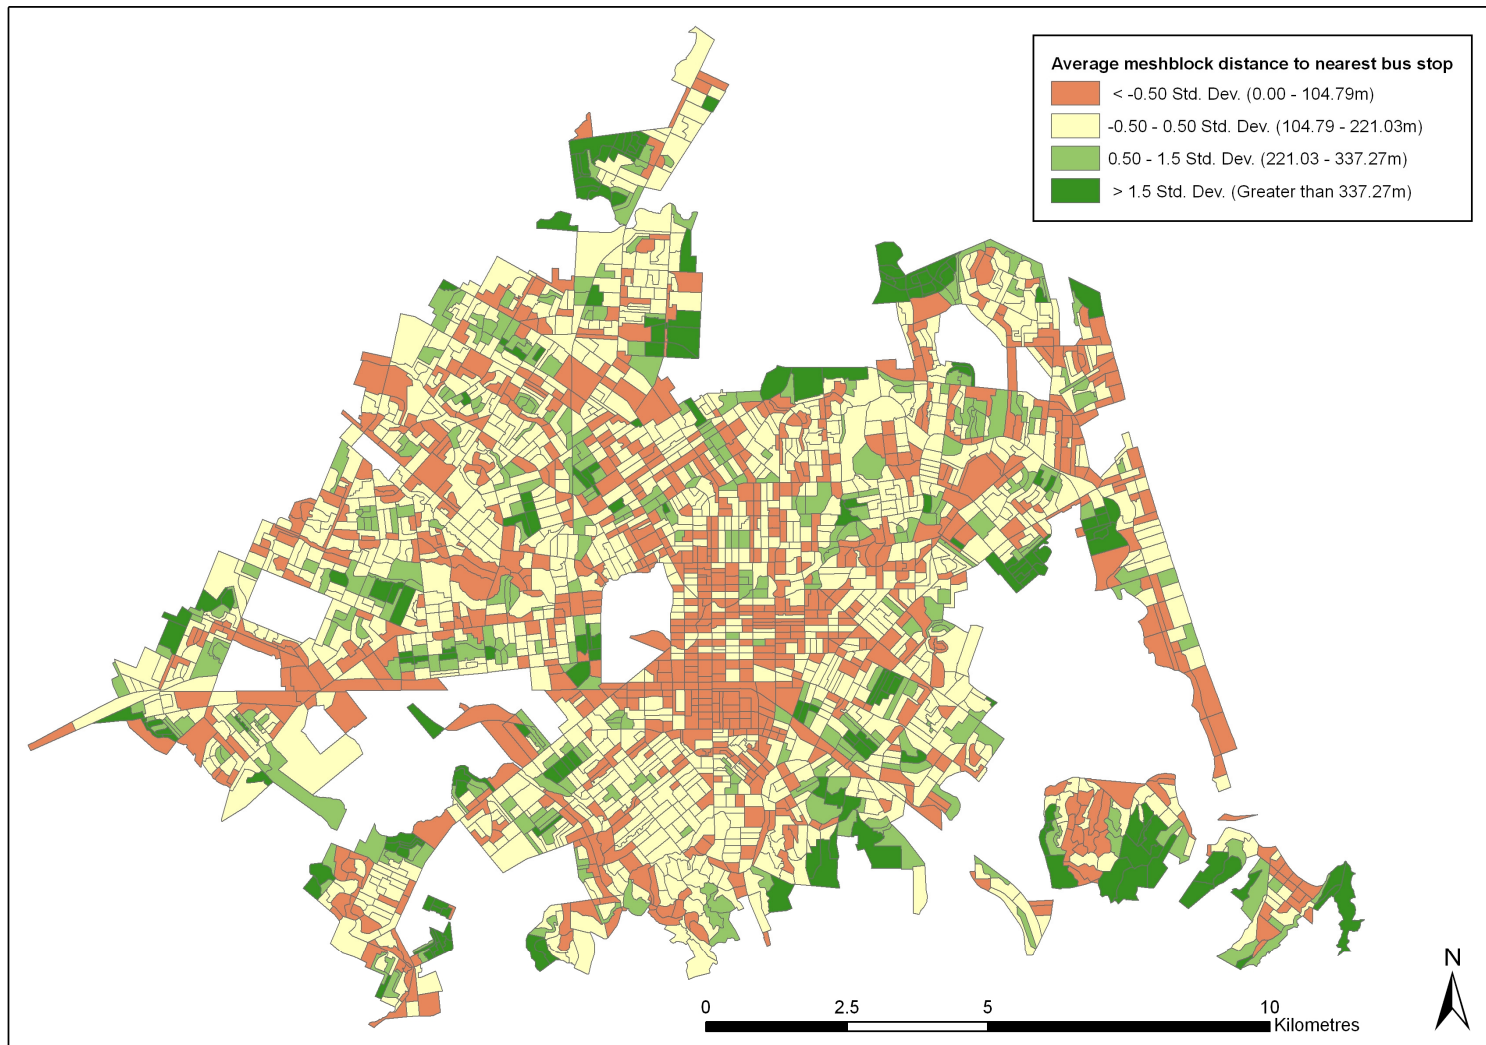 Average meshblock distance to nearest bus stop
< -0.50 Std. Dev. (0.00 - 104.79m)
-0.50 - 0.50 Std. Dev. (104.79 - 221.03m)
0.50 - 1.5 Std. Dev. (221.03 - 337.27m)
> 1.5 Std. Dev. (Greater than 337.27m)
N
0 2.5 5 10
Kilometres